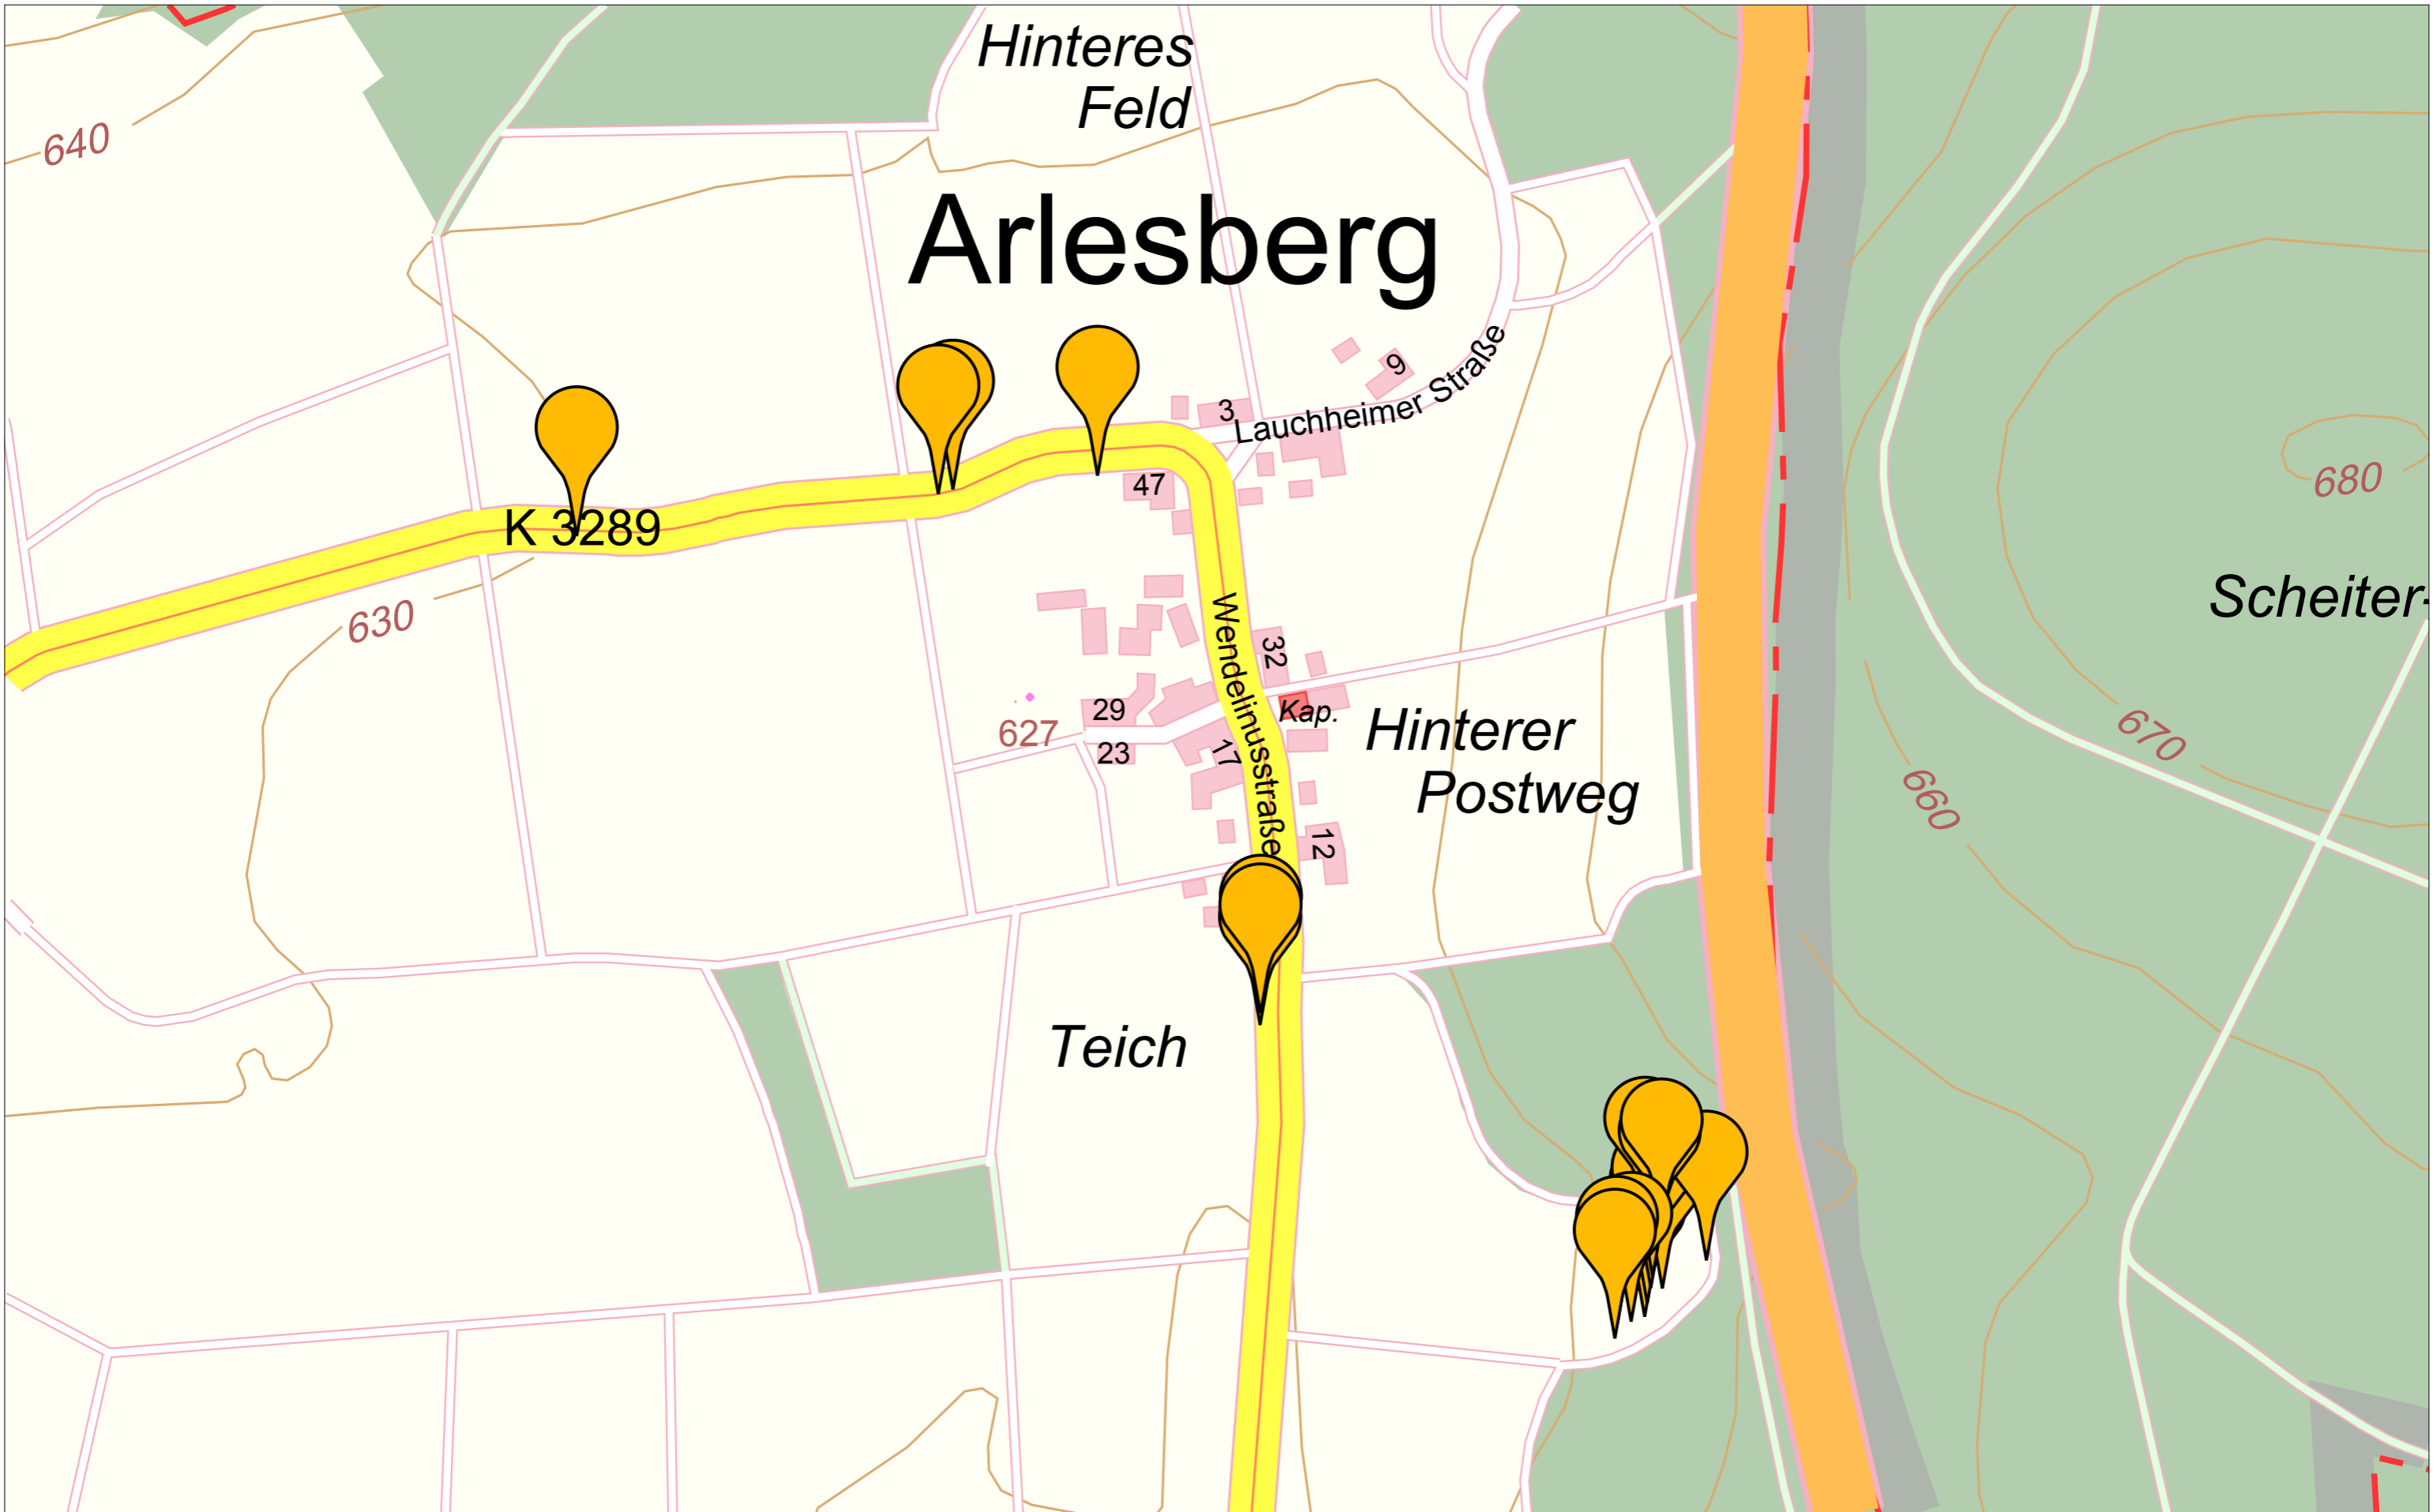 Hinteres
Feld
640
Arlesberg
9
3
Lauchheimer Straße
47
680
K 3289
Scheiter-
630
32
Wendelinusstraße
29
Kap.
627
23
17
Hinterer
Postweg
670
660
12
Teich